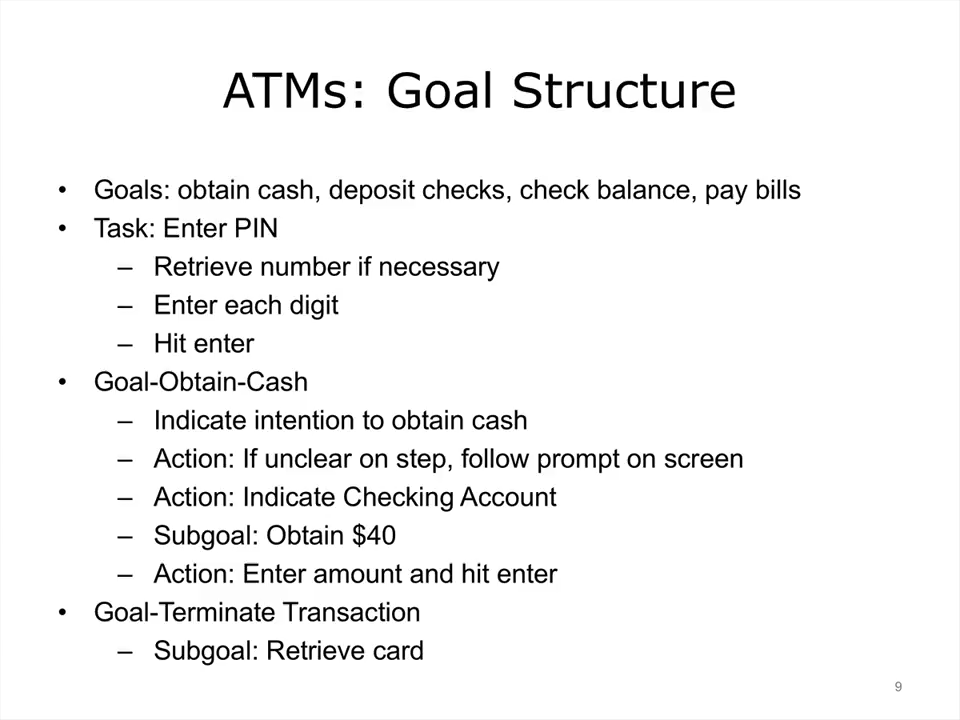 ATMs: Goal Structure
• Goals: obtain cash, deposit checks, check balance, pay bills
• Task: Enter PIN
– Retrieve number if necessary
– Enter each digit
– Hit enter
• Goal-Obtain-Cash
– Indicate intention to obtain cash
– Action: If unclear on step, follow prompt on screen
– Action: Indicate Checking Account
– Subgoal: Obtain $40
– Action: Enter amount and hit enter
• Goal-Terminate Transaction
– Subgoal: Retrieve card
9